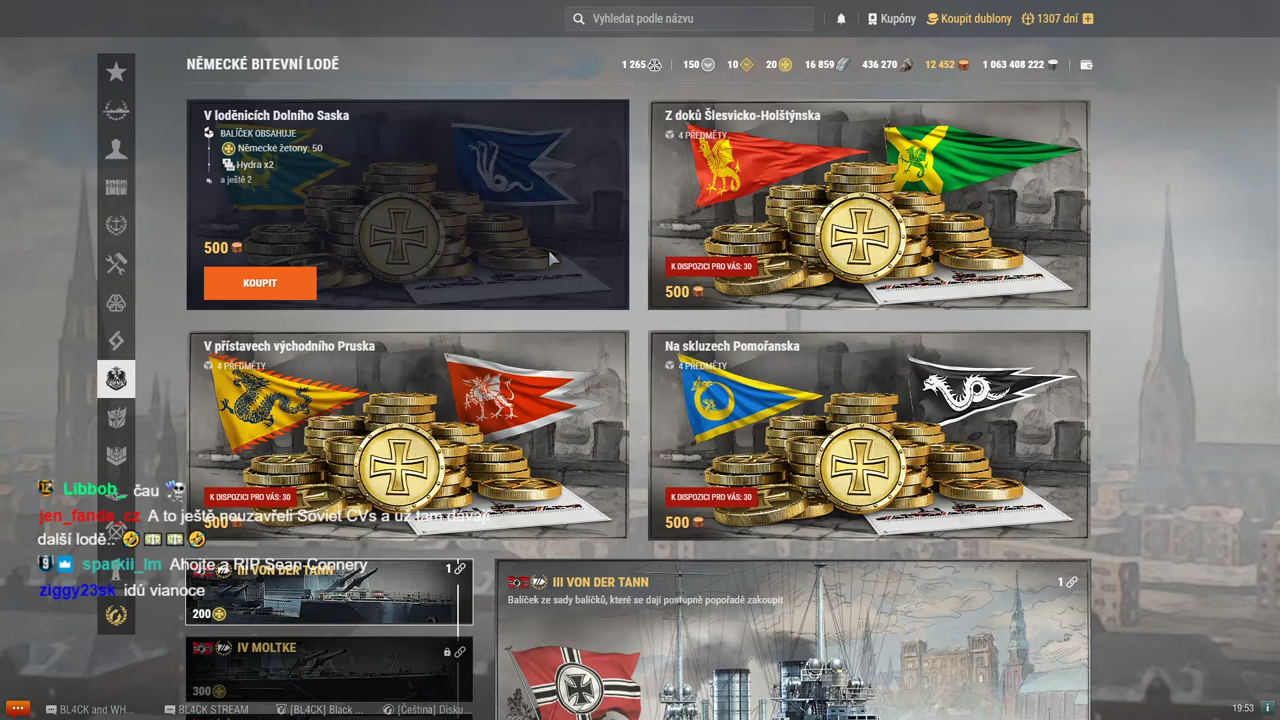 Vyhledat podle názvu
Kupóny
Koupit dublony
1307 dní
NĚMECKÉ BITEVNÍ LODĚ
1 265
150
10
20
16 859
436 270
12 452
1 063 408 222
V loděnicích Dolního Saska
BALÍČEK OBSAHUJE
Německé žetony: 50
Hydra x2
a ještě 2
500
KOUPIT
Z doků Šlesvicko-Holštýnska
4 PŘEDMĚTY
K DISPOZICI PRO VÁS: 30
500
V přístavech východního Pruska
4 PŘEDMĚTY
K DISPOZICI PRO VÁS: 30
500
Na skluzech Pomořanska
4 PŘEDMĚTY
K DISPOZICI PRO VÁS: 30
500
Libbob_ čau
jen_fanda_cz A to ještě neuzavřeli Soviet CVs a už tam dávají
další lodě..
sparkii_lm Ahojte a RIP Sean Connery
ziggy23sk idú vianoce
III VON DER TANN
1
200
IV MOLTKE
300
III VON DER TANN
1
Balíček ze sady balíčků, které se dají postupně popořadě zakoupit
BL4CK and WH...
BL4CK STREAM
[BL4CK] Black ...
[Čeština] Disku...
19:53